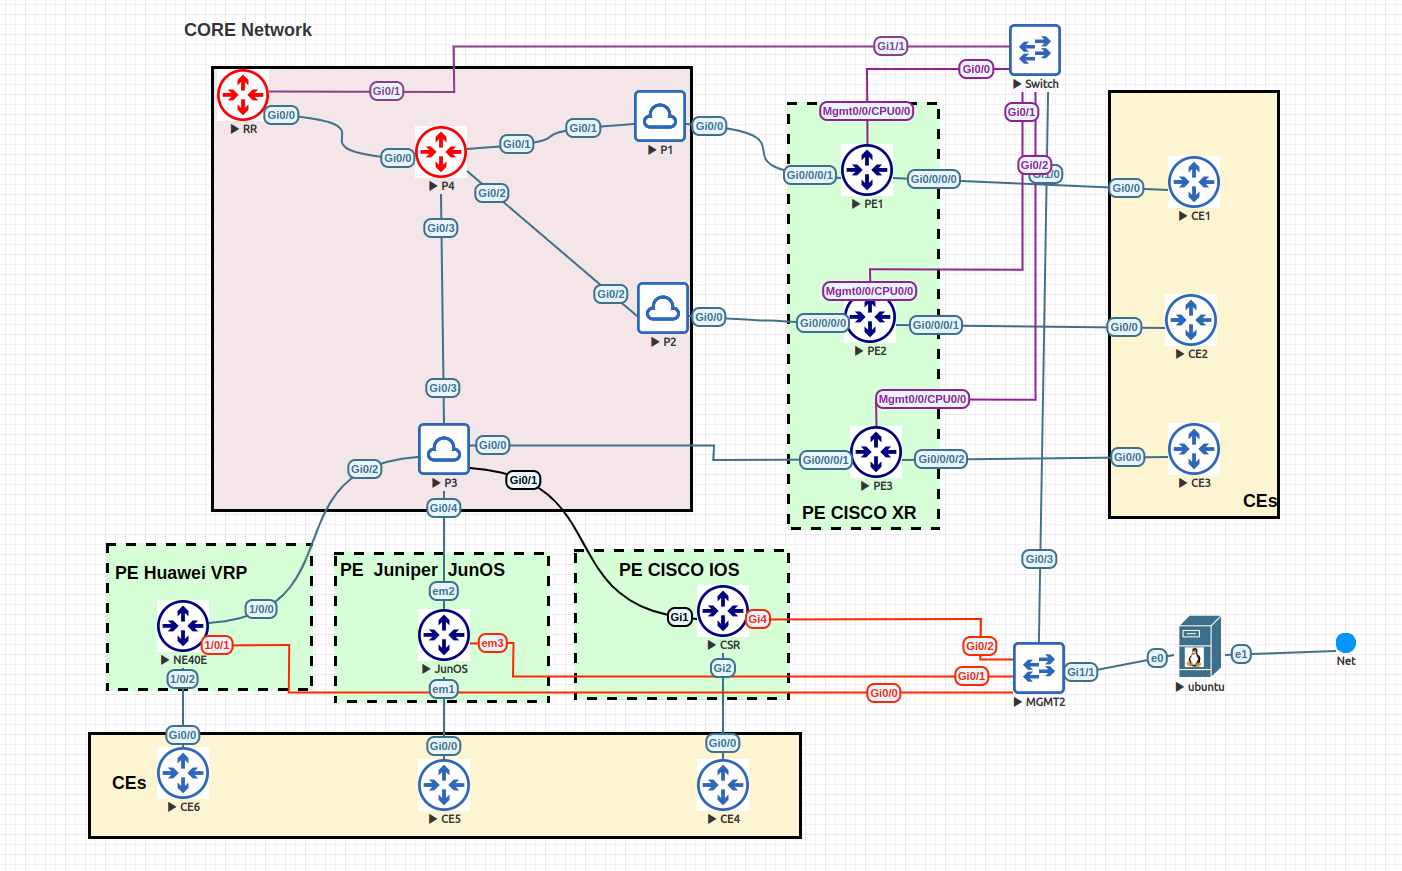 CORE Network
Gi1/1
Gi0/0
Switch
Gi0/1
RR
Gi0/0
Gi0/0
P4
Gi0/1
Gi0/1
P1
Gi0/0
Mgmt0/0/CPU0/0
Gi0/1
Gi0/2
Gi1/0
Gi0/0/0/1
PE1
Gi0/0/0/0
Gi0/0
CE1
Gi0/2
Gi0/3
Gi0/2
P2
Gi0/0
Mgmt0/0/CPU0/0
Gi0/0/0/0
PE2
Gi0/0/0/1
Gi0/0
CE2
Gi0/3
Mgmt0/0/CPU0/0
Gi0/2
P3
Gi0/0
Gi0/1
Gi0/4
Gi0/0/0/1
PE3
Gi0/0/0/2
Gi0/0
CE3
PE CISCO XR
CEs
Gi0/3
PE Huawei VRP
PE Juniper JunOS
PE CISCO IOS
1/0/0
1/0/1
NE40E
1/0/2
em2
em3
JunOS
em1
Gi1
Gi4
CSR
Gi2
Gi0/2
Gi0/1
Gi0/0
MGMT2
Gi1/1
e0
ubuntu
e1
Net
CEs
Gi0/0
CE6
Gi0/0
CE5
Gi0/0
CE4